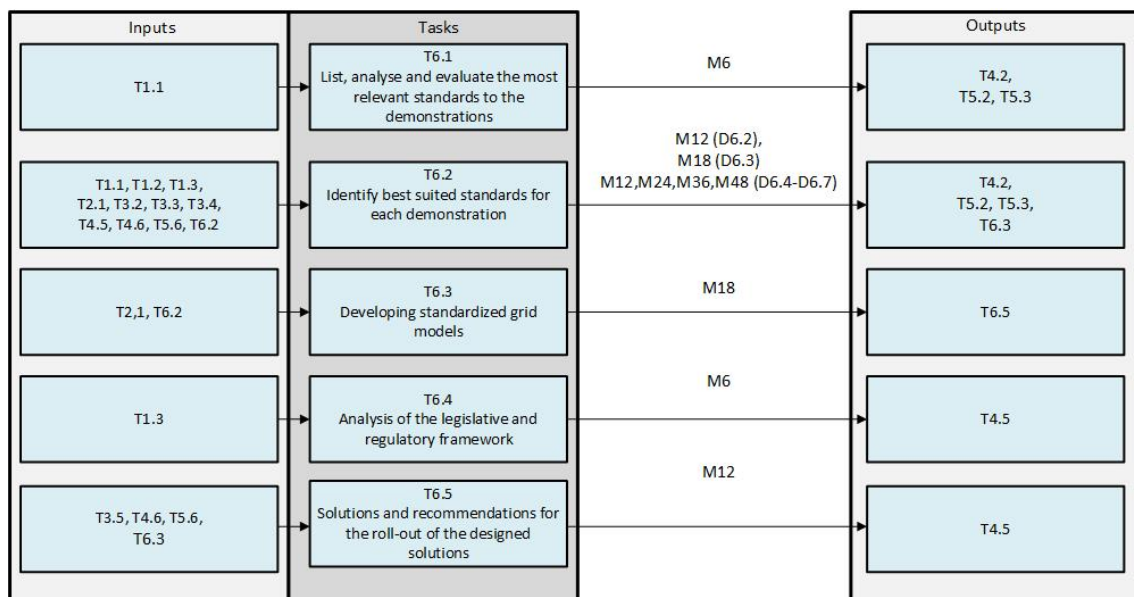 Inputs
Tasks
Outputs
T1.1
T6.1
List, analyse and evaluate the most
relevant standards to the
demonstrations
M6
T4.2,
T5.2, T5.3
T1.1, T1.2, T1.3,
T2.1, T3.2, T3.3, T3.4,
T4.5, T4.6, T5.6, T6.2
T6.2
Identify best suited standards for
each demonstration
M12 (D6.2),
M18 (D6.3)
M12,M24,M36,M48 (D6.4-D6.7)
T4.2,
T5.2, T5.3,
T6.3
T2,1, T6.2
T6.3
Developing standardized grid
models
M18
T6.5
T1.3
T6.4
Analysis of the legislative and
regulatory framework
M6
T4.5
T3.5, T4.6, T5.6,
T6.3
T6.5
Solutions and recommendations for
the roll-out of the designed
solutions
M12
T4.5